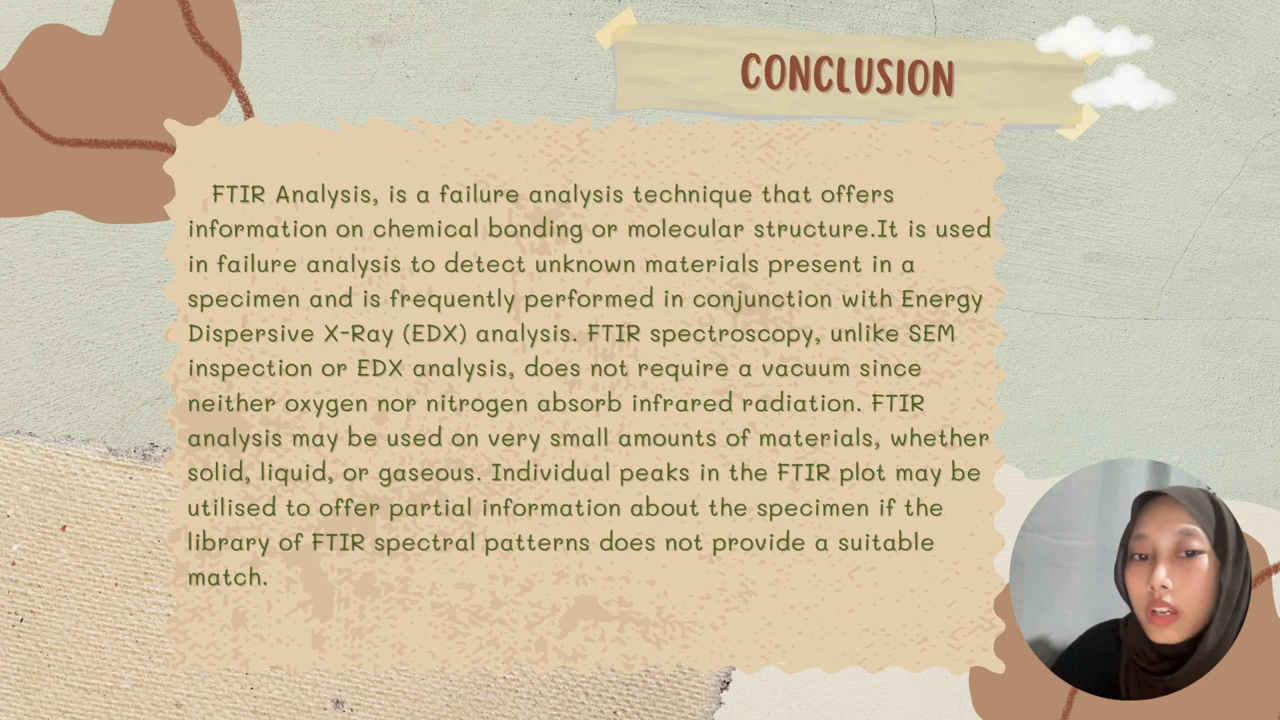 CONCLUSION
FTIR Analysis, is a failure analysis technique that offers
information on chemical bonding or molecular structure.It is used
in failure analysis to detect unknown materials present in a
specimen and is frequently performed in conjunction with Energy
Dispersive X-Ray (EDX) analysis. FTIR spectroscopy, unlike SEM
inspection or EDX analysis, does not require a vacuum since
neither oxygen nor nitrogen absorb infrared radiation. FTIR
analysis may be used on very small amounts of materials, whether
solid, liquid, or gaseous. Individual peaks in the FTIR plot may be
utilised to offer partial information about the specimen if the
library of FTIR spectral patterns does not provide a suitable
match.